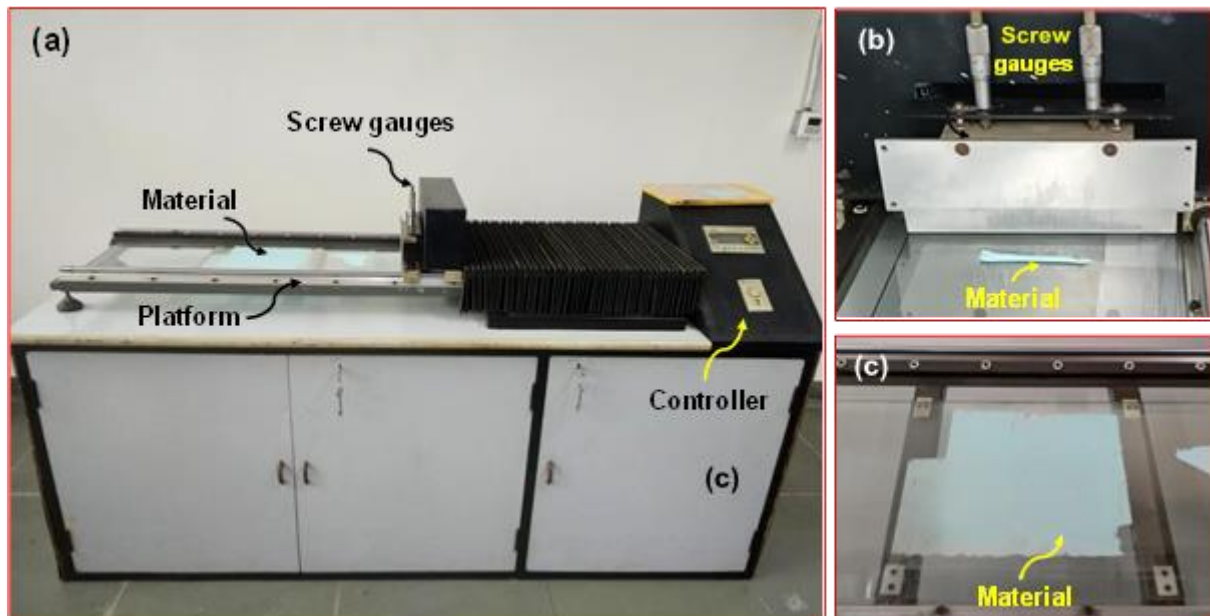 (a)
Screw gauges
Material
Platform
Controller
(c)
(b)
Screw
gauges
Material
(c)
Material